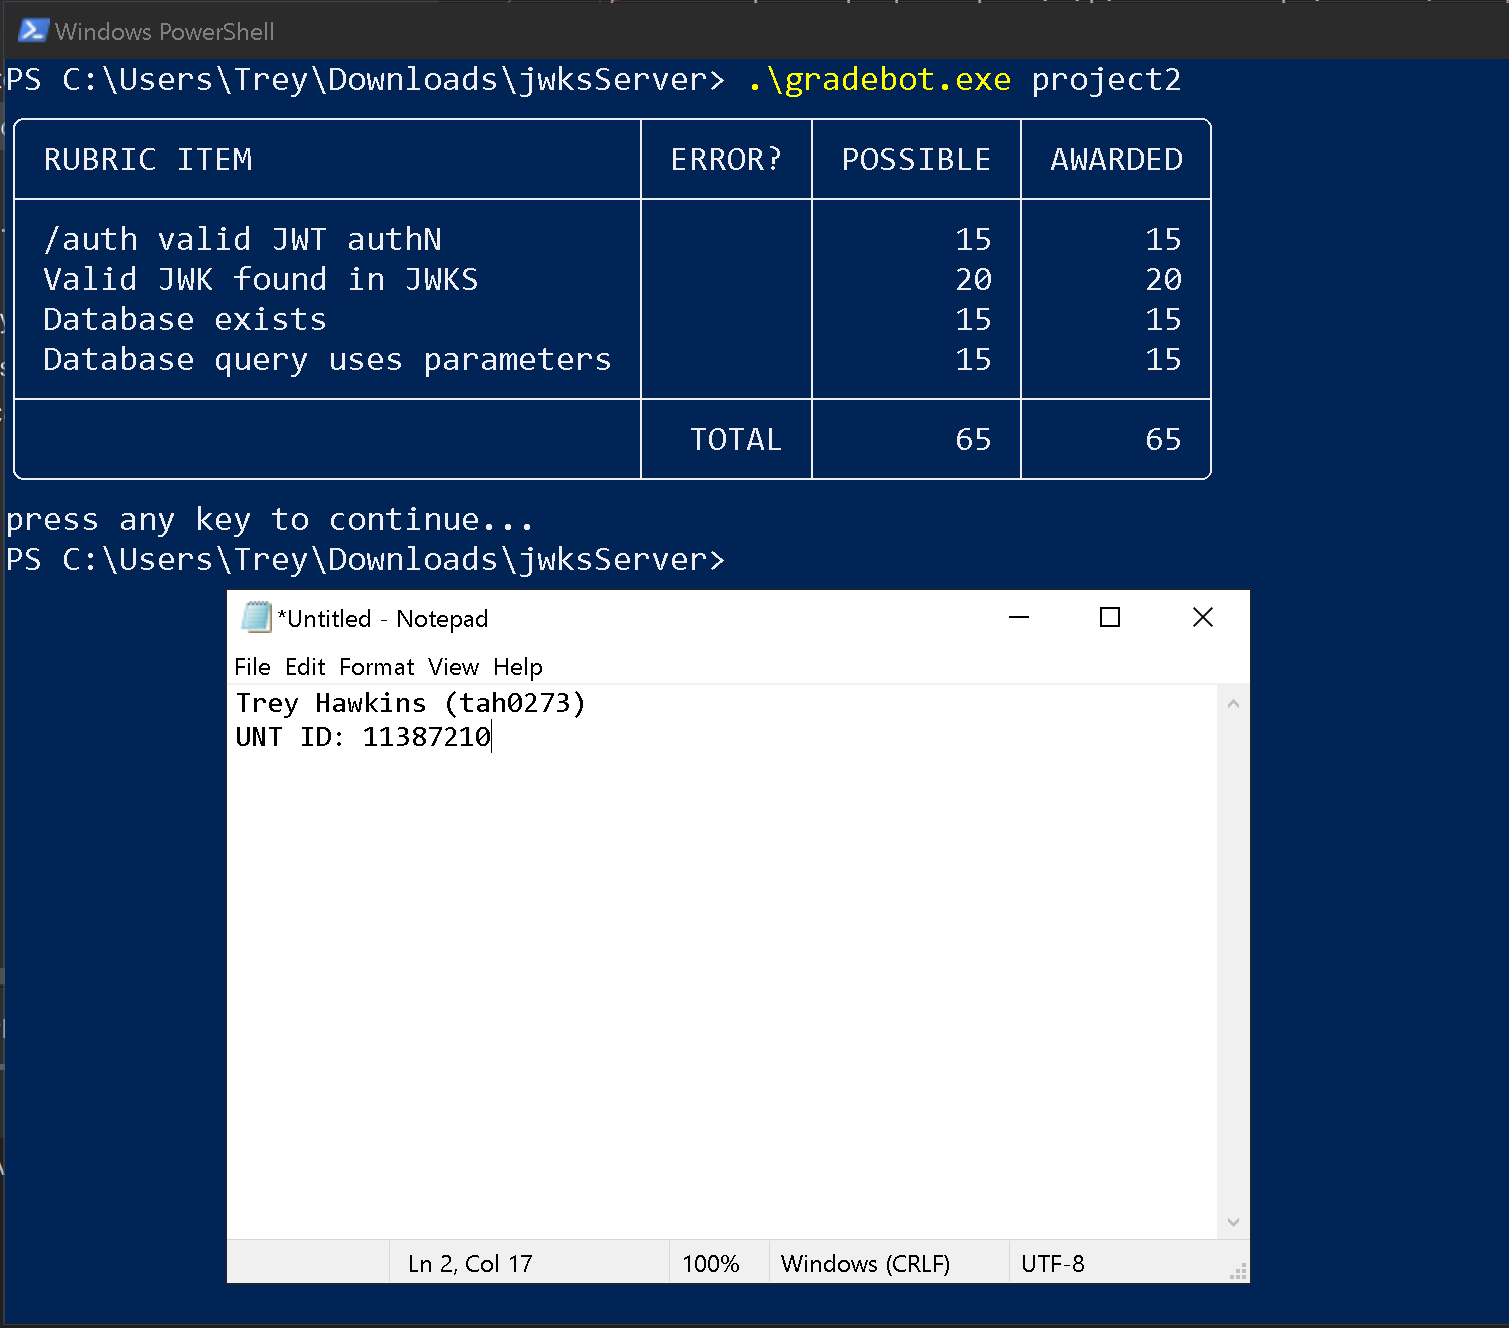 Windows PowerShell
PS C:\Users\Trey\Downloads\jwksServer> .\gradebot.exe project2
RUBRIC ITEM ERROR? POSSIBLE AWARDED
/auth valid JWT authN 15 15
Valid JWK found in JWKS 20 20
Database exists 15 15
Database query uses parameters 15 15
TOTAL 65 65
press any key to continue...
PS C:\Users\Trey\Downloads\jwksServer>
*Untitled - Notepad
File Edit Format View Help
Trey Hawkins (tah0273)
UNT ID: 11387210
Ln 2, Col 17 100% Windows (CRLF) UTF-8